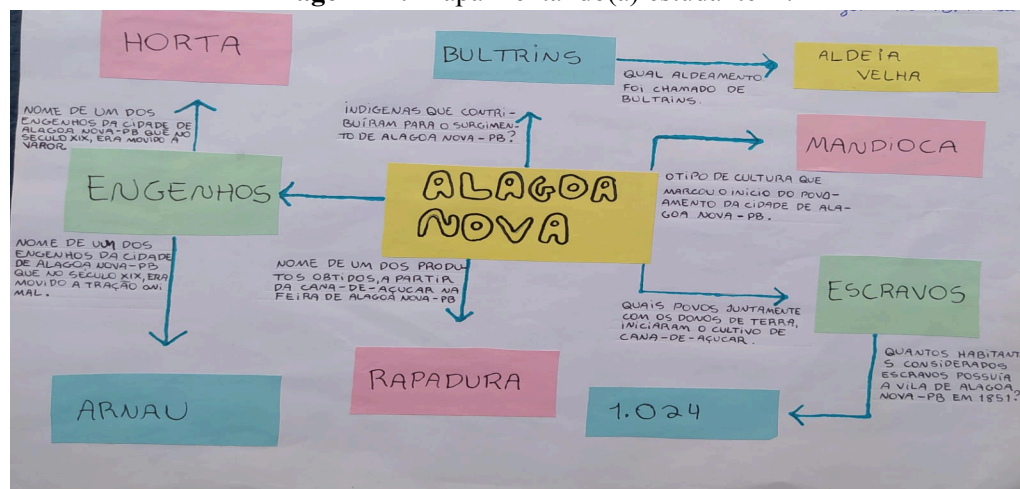 HORTA
BULTRINS
ALDEIA
VELHA
QUAL ALDEAMENTO
FOI CHAMADO DE
BULTRINS.
NOME DE UM DOS
ENGENHOS DA CIDADE DE
ALAGOA NOVA-PB QUE NO
SÉCULO XIX, ERA MOVIDO A
VAPOR.
INDIGENAS QUE CONTRI-
BUÍRAM PARA O SURGIMEN-
TO DE ALAGOA NOVA-PB?
MANDIOCA
ENGENHOS
ALAGOA
NOVA
O TIPO DE CULTURA QUE
MARCOU O INÍCIO DO POVO-
AMENTO DA CIDADE DE ALA-
GOA NOVA-PB.
NOME DE UM DOS
ENGENHOS DA CIDADE
DE ALAGOA NOVA-PB
QUE NO SÉCULO XIX, ERA
MOVIDO A TRAÇÃO ANI
MAL.
NOME DE UM DOS PRODU
TOS OBTIDOS, A PARTIR
DA CANA-DE-AÇUCAR NA
FEIRA DE ALAGOA NOVA-PB
ESCRAVOS
QUAIS POVOS JUNTAMENTE
COM OS DONOS DE TERRA,
INICIARAM O CULTIVO DE
CANA-DE-AÇUCAR.
QUANTOS HABITANT
S CONSIDERADOS
ESCRAVOS POSSUIA
A VILA DE ALAGOA
NOVA-PB EM 1851?
RAPADURA
ARNAU
1.024